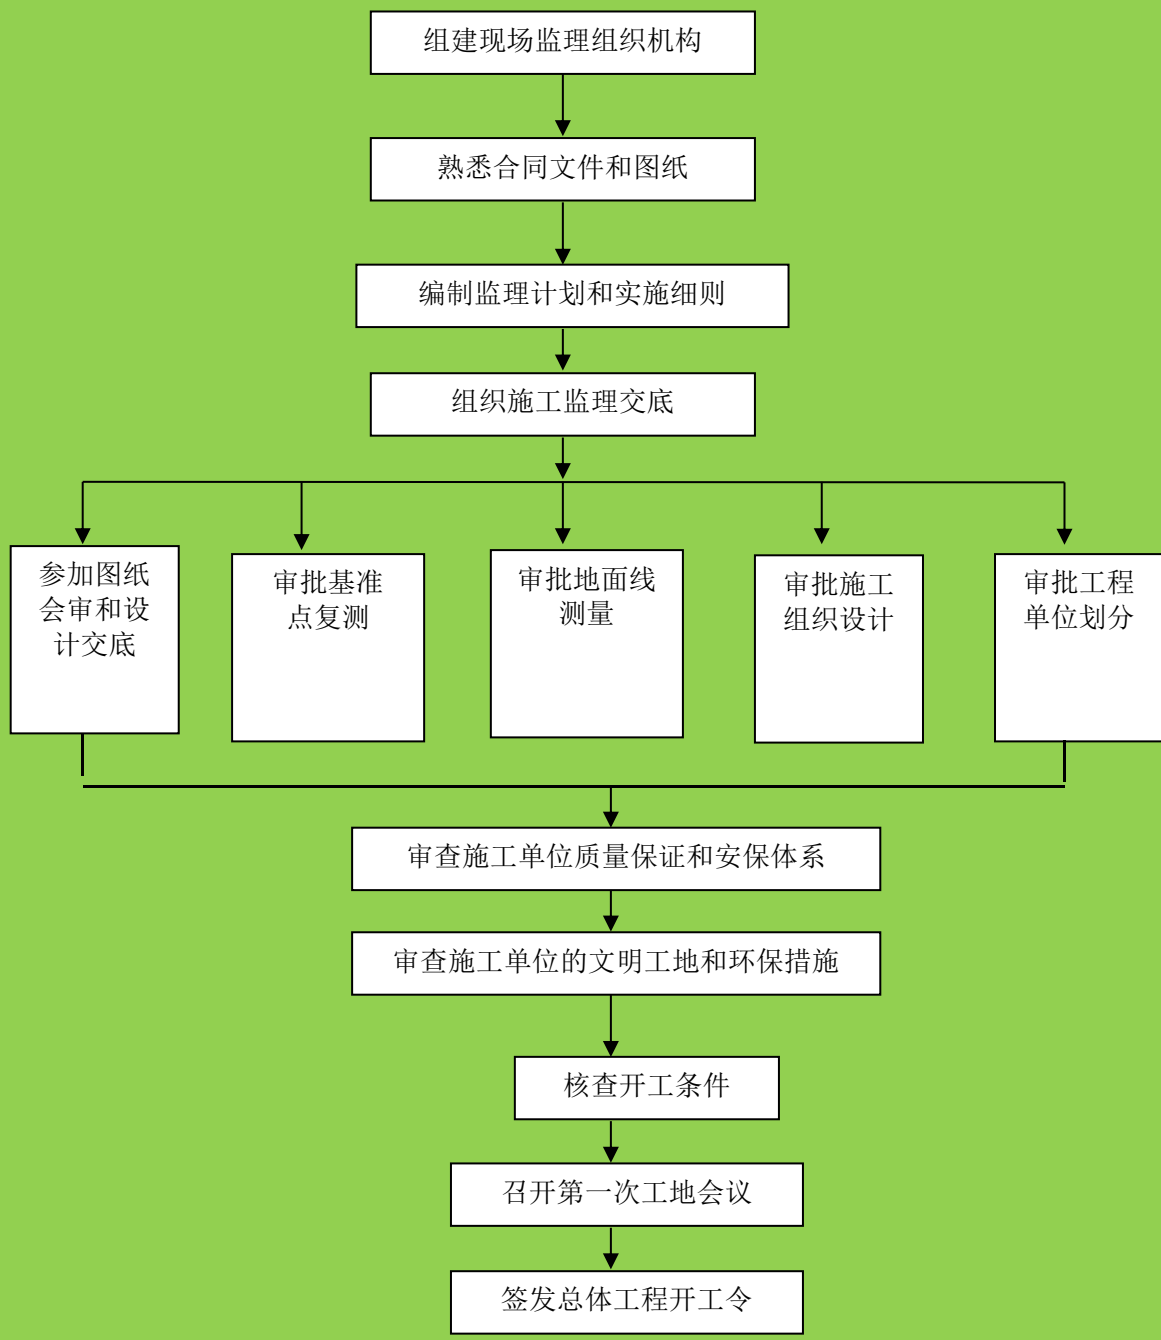 组建现场监理组织机构
熟悉合同文件和图纸
编制监理计划和实施细则
组织施工监理交底
参加图纸
会审和设
计交底
审批基准
点复测
审批地面线
测量
审批施工
组织设计
审批工程
单位划分
审查施工单位质量保证和安保体系
审查施工单位的文明工地和环保措施
核查开工条件
召开第一次工地会议
签发总体工程开工令